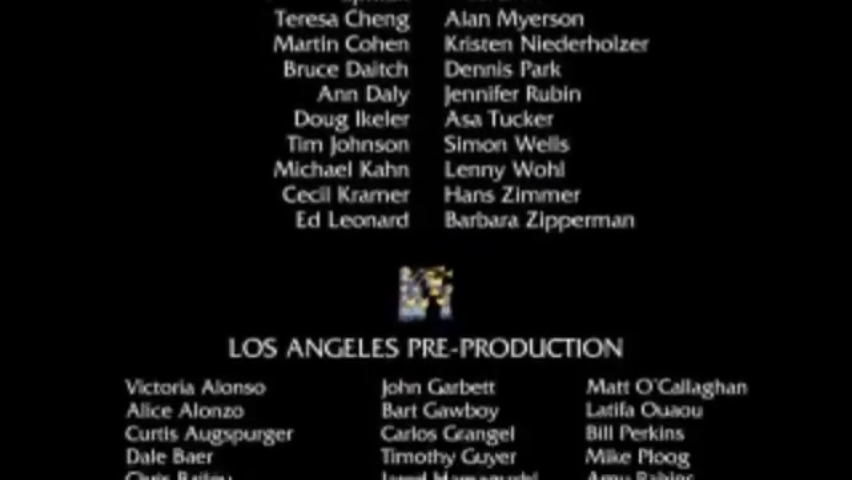 Teresa Cheng Alan Myerson
Martin Cohen Kristen Niederholzer
Bruce Daitch Dennis Park
Ann Daly Jennifer Rubin
Doug Ikeler Asa Tucker
Tim Johnson Simon Wells
Michael Kahn Lenny Wohl
Cecil Kramer Hans Zimmer
Ed Leonard Barbara Zipperman
LOS ANGELES PRE-PRODUCTION
Victoria Alonso John Garbett Matt O'Callaghan
Alice Alonzo Bart Gawboy Latifa Ouaou
Curtis Augspurger Carlos Grangel Bill Perkins
Dale Baer Timothy Guyer Mike Ploog